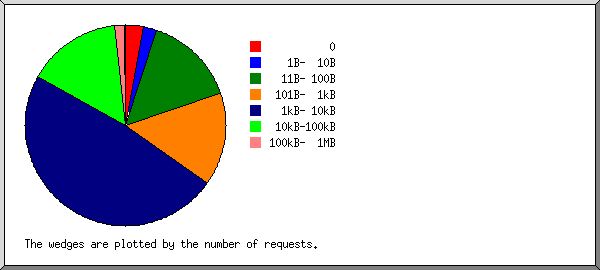 0
1B- 10B
11B- 100B
101B- 1kB
1kB- 10kB
10kB-100kB
100kB- 1MB
The wedges are plotted by the number of requests.